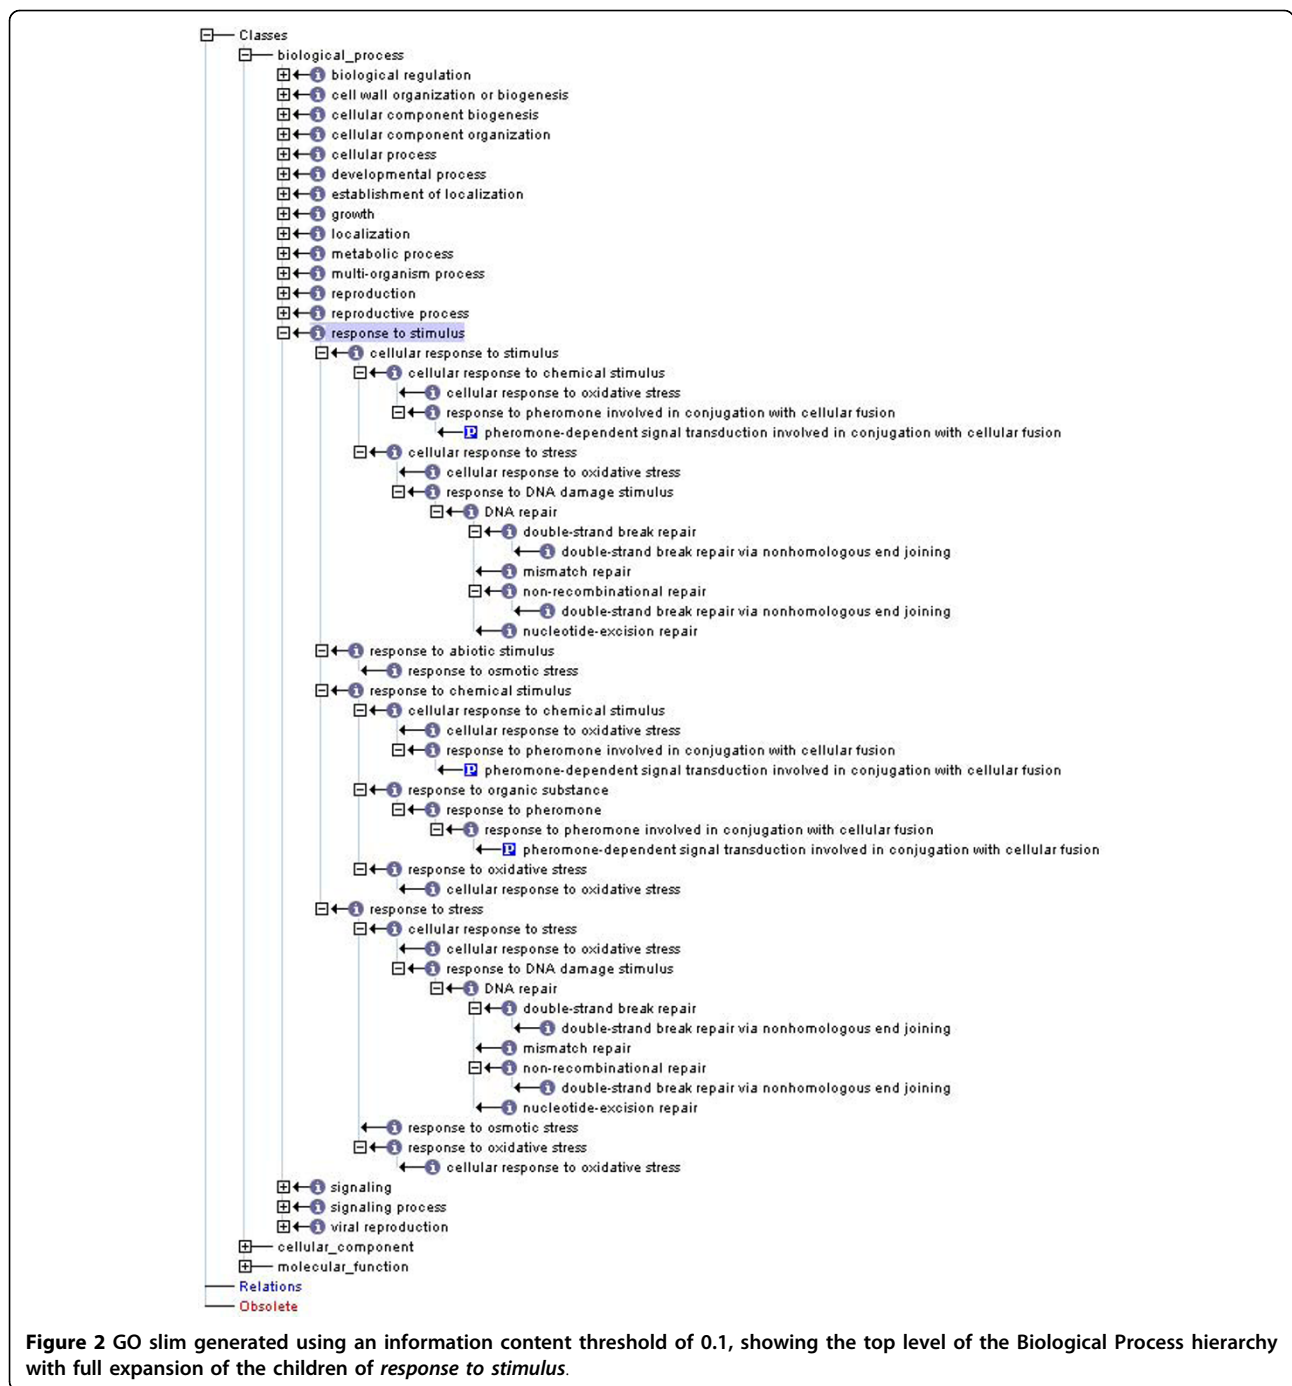 Classes
biological_process
biological regulation
cell wall organization or biogenesis
cellular component biogenesis
cellular component organization
cellular process
developmental process
establishment of localization
growth
localization
metabolic process
multi-organism process
reproduction
reproductive process
response to stimulus
cellular response to stimulus
cellular response to chemical stimulus
cellular response to oxidative stress
response to pheromone involved in conjugation with cellular fusion
P pheromone-dependent signal transduction involved in conjugation with cellular fusion
cellular response to stress
cellular response to oxidative stress
response to DNA damage stimulus
DNA repair
double-strand break repair
double-strand break repair via nonhomologous end joining
mismatch repair
non-recombinational repair
double-strand break repair via nonhomologous end joining
nucleotide-excision repair
response to abiotic stimulus
response to osmotic stress
response to chemical stimulus
cellular response to chemical stimulus
cellular response to oxidative stress
response to pheromone involved in conjugation with cellular fusion
P pheromone-dependent signal transduction involved in conjugation with cellular fusion
response to organic substance
response to pheromone
response to pheromone involved in conjugation with cellular fusion
P pheromone-dependent signal transduction involved in conjugation with cellular fusion
response to oxidative stress
cellular response to oxidative stress
response to stress
cellular response to stress
cellular response to oxidative stress
response to DNA damage stimulus
DNA repair
double-strand break repair
double-strand break repair via nonhomologous end joining
mismatch repair
non-recombinational repair
double-strand break repair via nonhomologous end joining
nucleotide-excision repair
response to osmotic stress
response to oxidative stress
cellular response to oxidative stress
signaling
signaling process
viral reproduction
cellular_component
molecular_function
Relations
Obsolete
Figure 2 GO slim generated using an information content threshold of 0.1, showing the top level of the Biological Process hierarchy
with full expansion of the children of response to stimulus.